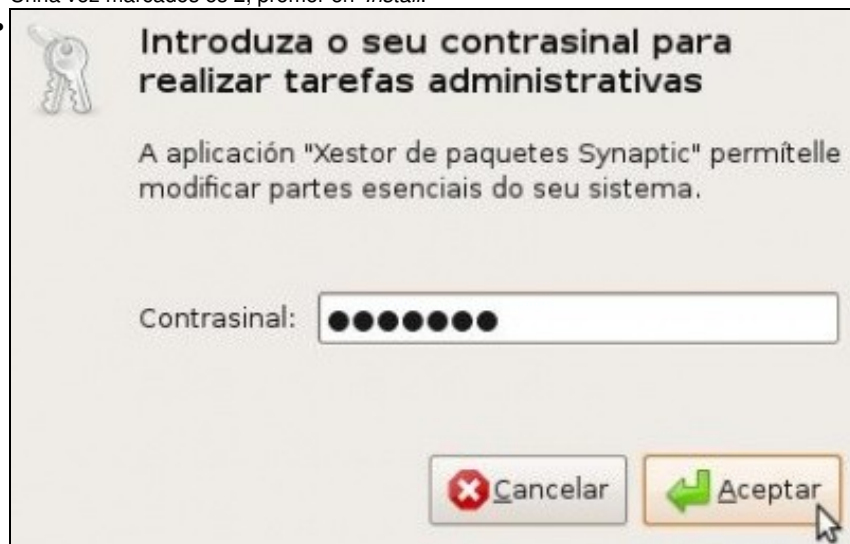 Unha vez marcados os 2, premer en Install.
Introduza o seu contrasinal para
realizar tarefas administrativas
A aplicación "Xestor de paquetes Synaptic" permítelle
modificar partes esenciais do seu sistema.
Contrasinal:
Cancelar
Aceptar